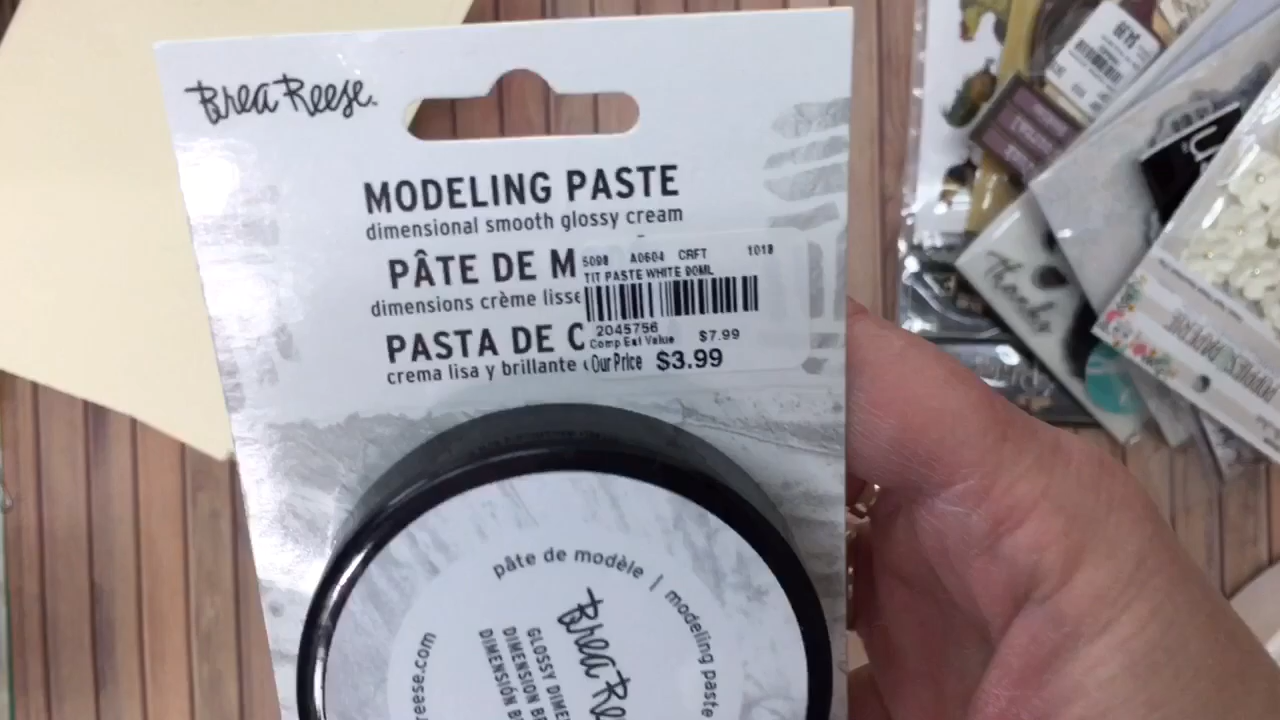 Brea Reese.
MODELING PASTE
dimensional smooth glossy cream
PÂTE DE M
dimensions crème lisse
PASTA DE C
crema lisa y brillante
5098 A0604 CRFT 1018
TIT PASTE WHITE 90ML
2045756
Comp Est Value $7.99
Our Price $3.99
pâte de modèle | modeling paste
reese.com
Brea Re
GLOSSY DIME
DIMENSION B
DIMENSIÓN B
Thanks